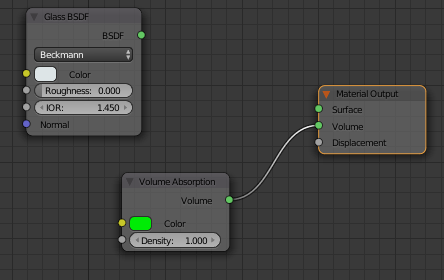 Glass BSDF
BSDF
Beckmann
Color
Roughness: 0.000
IOR: 1.450
Normal
Material Output
Surface
Volume
Displacement
Volume Absorption
Volume
Color
Density: 1.000